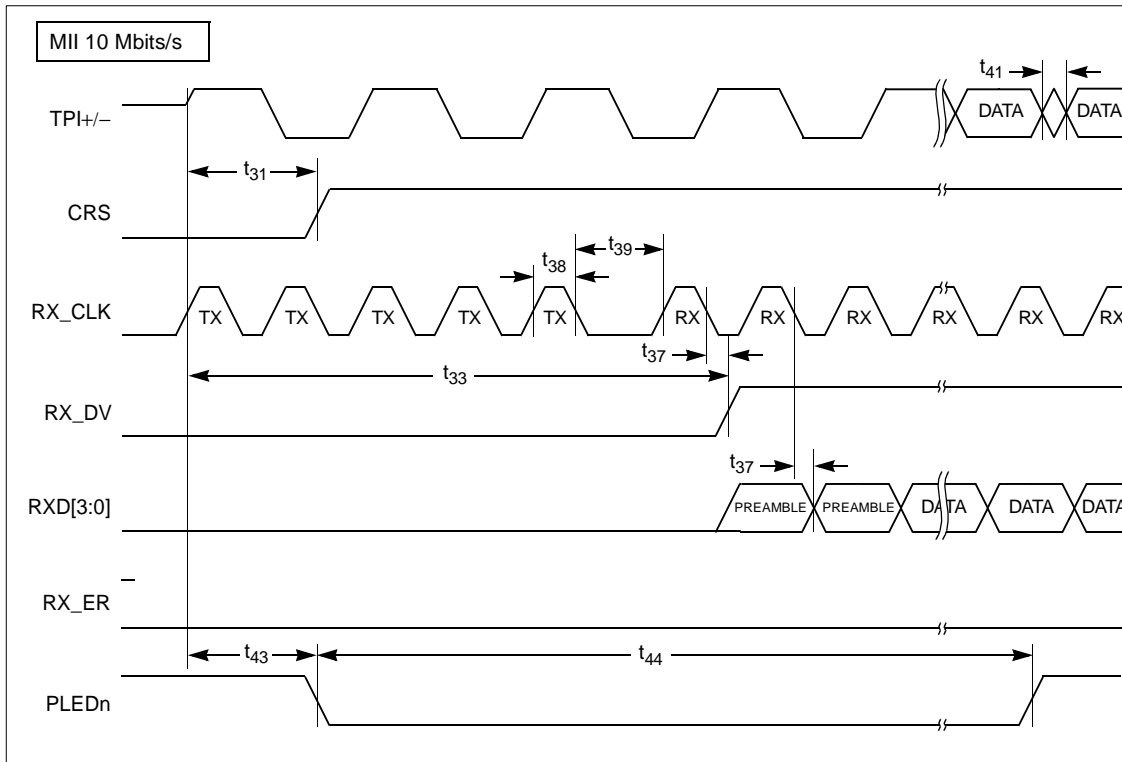 MII 10 Mbits/s
t41
TPI+/−
DATA
DATA
t31
CRS
t38
t39
RX_CLK
TX
TX
TX
TX
TX
RX
RX
RX
RX
RX
RX
t37
t33
RX_DV
t37
RXD[3:0]
PREAMBLE
PREAMBLE
DATA
DATA
DATA
RX_ER
t43
t44
PLEDn